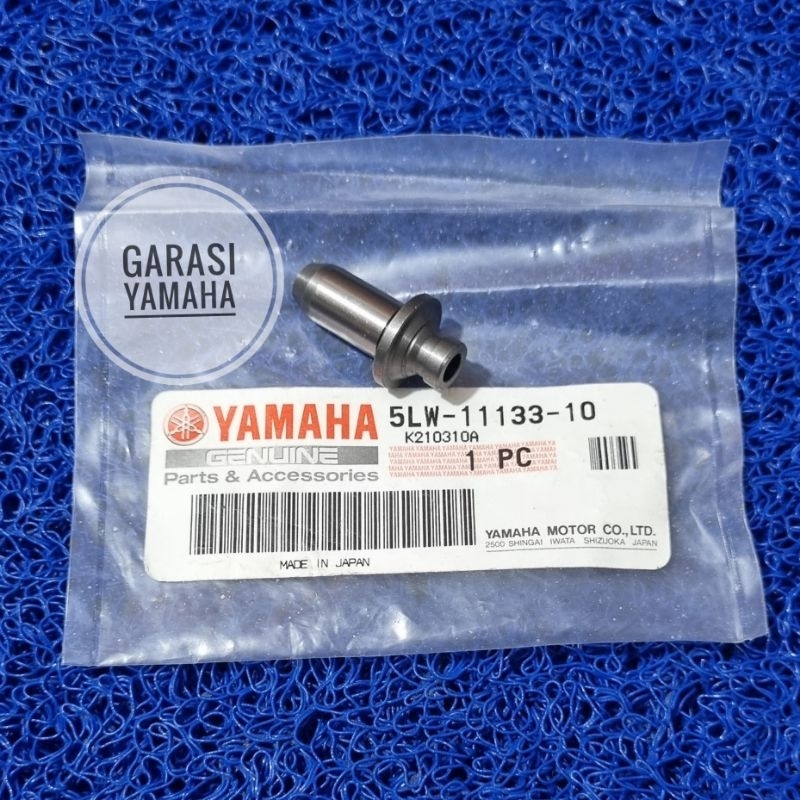 GARASI
YAMAHA
YAMAHA
GENUINE
Parts & Accessories
5LW-11133-10
K210310A
1 PC
MADE IN JAPAN
YAMAHA MOTOR CO.,LTD.
2500 SHINGAI IWATA SHIZUOKA JAPAN